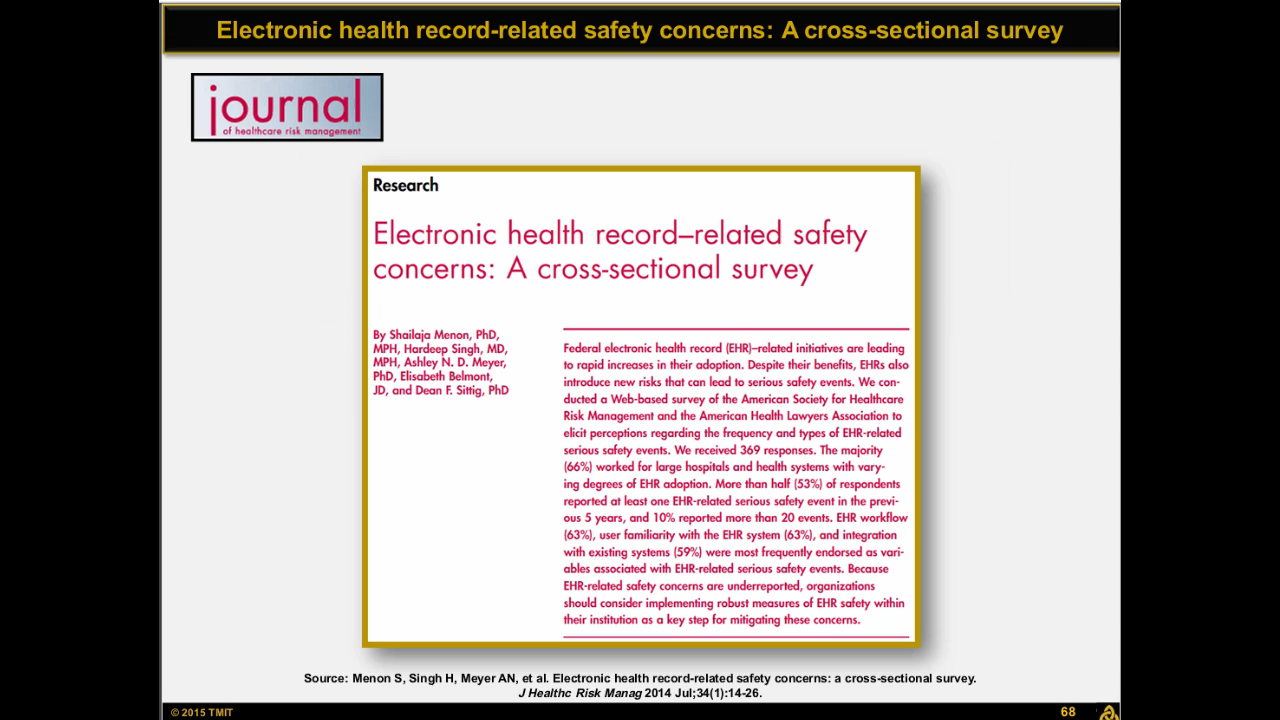 Electronic health record-related safety concerns: A cross-sectional survey
journal
of healthcare risk management
Research
Electronic health record–related safety
concerns: A cross-sectional survey
By Shailaja Menon, PhD,
MPH, Hardeep Singh, MD,
MPH, Ashley N. D. Meyer,
PhD, Elisabeth Belmont,
JD, and Dean F. Sittig, PhD
Federal electronic health record (EHR)–related initiatives are leading
to rapid increases in their adoption. Despite their benefits, EHRs also
introduce new risks that can lead to serious safety events. We con-
ducted a Web-based survey of the American Society for Healthcare
Risk Management and the American Health Lawyers Association to
elicit perceptions regarding the frequency and types of EHR-related
serious safety events. We received 369 responses. The majority
(66%) worked for large hospitals and health systems with vary-
ing degrees of EHR adoption. More than half (53%) of respondents
reported at least one EHR-related serious safety event in the previ-
ous 5 years, and 10% reported more than 20 events. EHR workflow
(63%), user familiarity with the EHR system (63%), and integration
with existing systems (59%) were most frequently endorsed as vari-
ables associated with EHR-related serious safety events. Because
EHR-related safety concerns are underreported, organizations
should consider implementing robust measures of EHR safety within
their institution as a key step for mitigating these concerns.
Source: Menon S, Singh H, Meyer AN, et al. Electronic health record-related safety concerns: a cross-sectional survey.
J Healthc Risk Manag 2014 Jul;34(1):14-26.
© 2015 TMIT
68